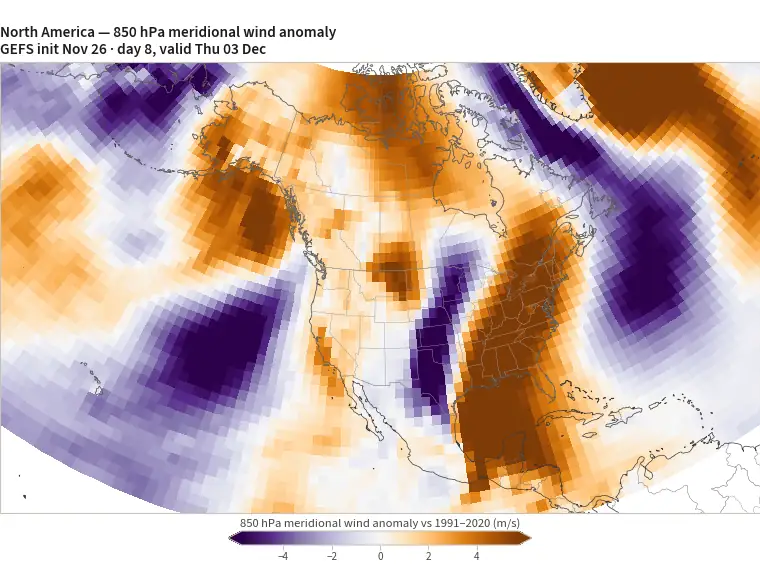 North America — 850 hPa meridional wind anomaly
GEFS init Nov 26 · day 8, valid Thu 03 Dec
850 hPa meridional wind anomaly vs 1991–2020 (m/s)
−4 −2 0 2 4